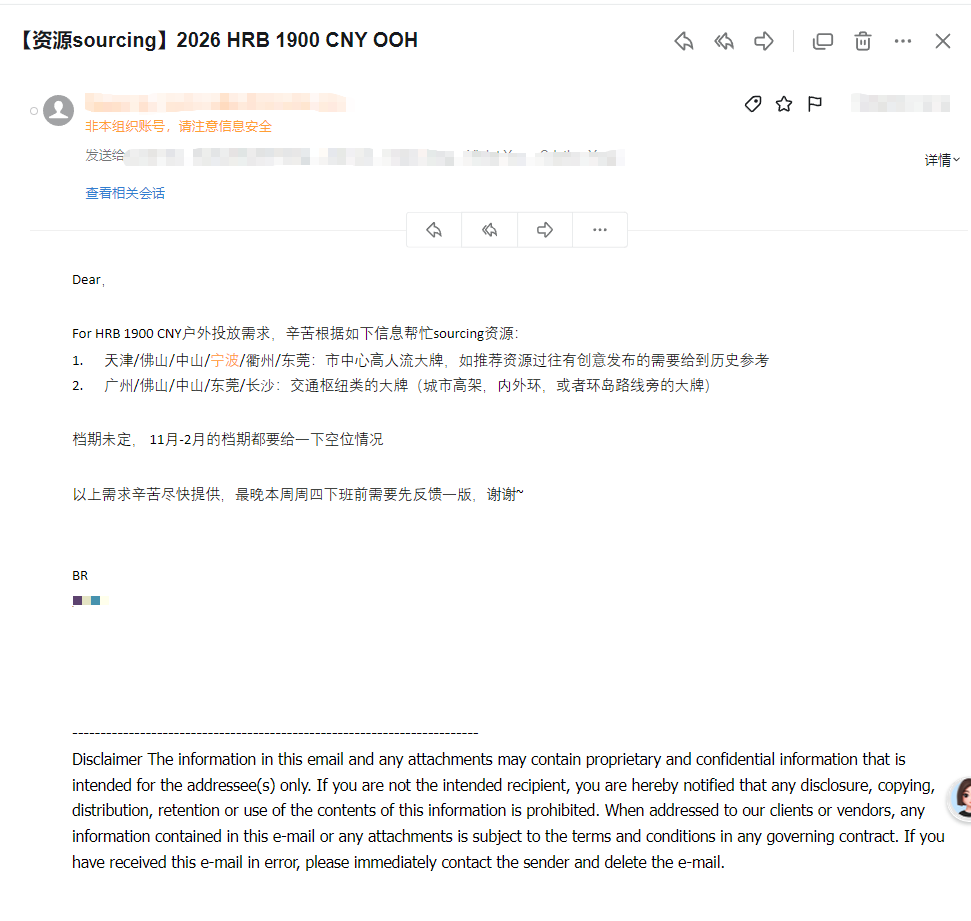 【资源sourcing】2026 HRB 1900 CNY OOH
非本组织账号，请注意信息安全
发送给
详情
查看相关会话
Dear，
For HRB 1900 CNY户外投放需求，辛苦根据如下信息帮忙sourcing资源：
1. 天津/佛山/中山/宁波/衢州/东莞：市中心高人流大牌，如推荐资源过往有创意发布的需要给到历史参考
2. 广州/佛山/中山/东莞/长沙：交通枢纽类的大牌（城市高架，内外环，或者环岛路线旁的大牌）
档期未定， 11月-2月的档期都要给一下空位情况
以上需求辛苦尽快提供，最晚本周周四下班前需要先反馈一版，谢谢~
BR
-----------------------------------------------------------------------
Disclaimer The information in this email and any attachments may contain proprietary and confidential information that is
intended for the addressee(s) only. If you are not the intended recipient, you are hereby notified that any disclosure, copying,
distribution, retention or use of the contents of this information is prohibited. When addressed to our clients or vendors, any
information contained in this e-mail or any attachments is subject to the terms and conditions in any governing contract. If you
have received this e-mail in error, please immediately contact the sender and delete the e-mail.